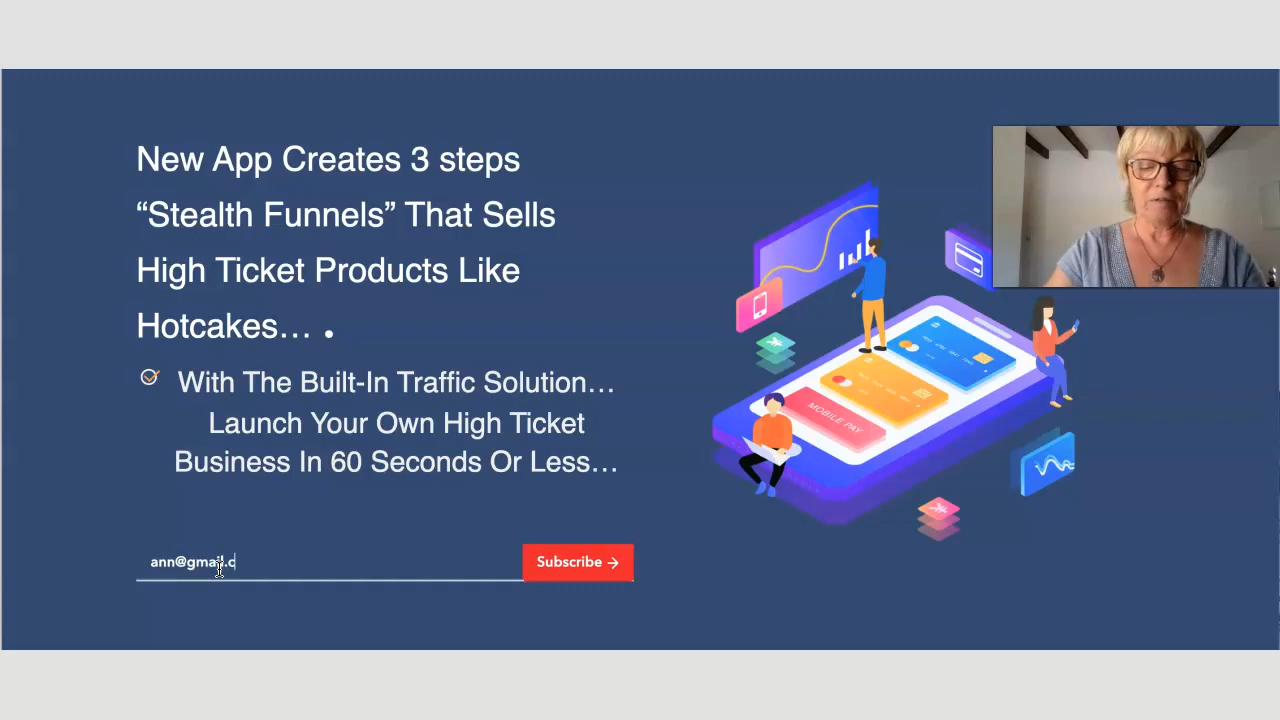 New App Creates 3 steps
“Stealth Funnels” That Sells
High Ticket Products Like
Hotcakes… .
With The Built-In Traffic Solution…
Launch Your Own High Ticket
Business In 60 Seconds Or Less…
ann@gmail.c
Subscribe →
MOBILE PAY